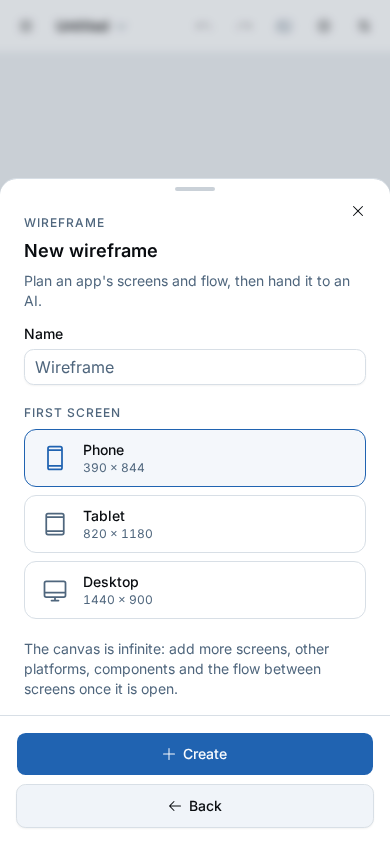 WIREFRAME
New wireframe
Plan an app's screens and flow, then hand it to an
AI.
Name
Wireframe
FIRST SCREEN
Phone
390 × 844
Tablet
820 × 1180
Desktop
1440 × 900
The canvas is infinite: add more screens, other
platforms, components and the flow between
screens once it is open.
Create
Back